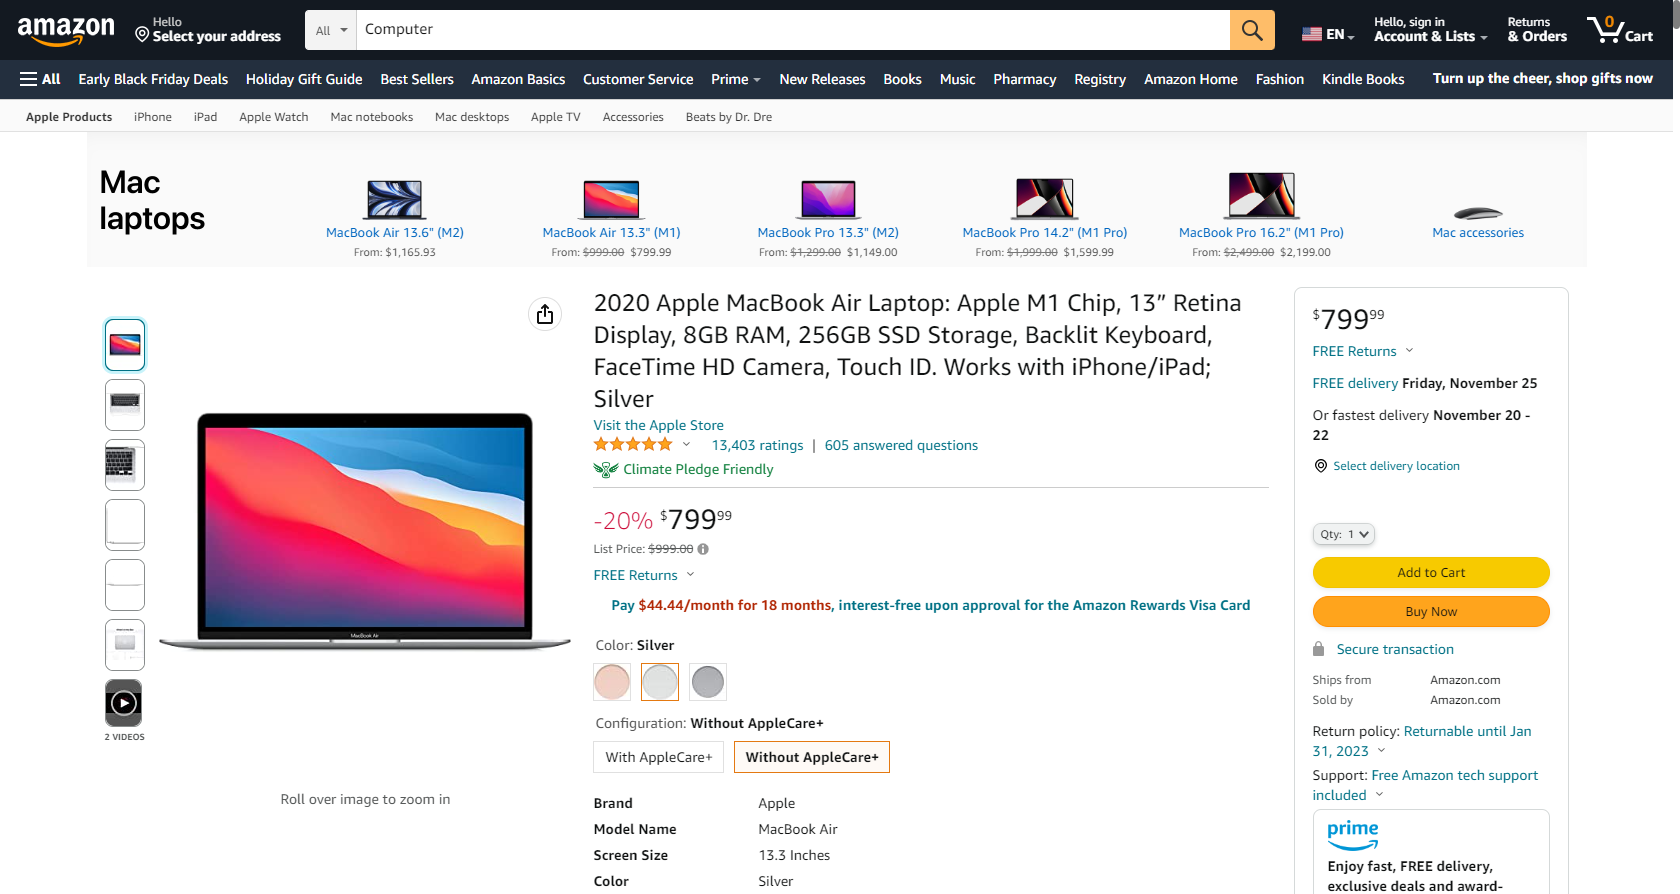 amazon
Hello
Select your address
All
Computer
EN
Hello, sign in
Account & Lists
Returns
& Orders
0
Cart
All
Early Black Friday Deals
Holiday Gift Guide
Best Sellers
Amazon Basics
Customer Service
Prime
New Releases
Books
Music
Pharmacy
Registry
Amazon Home
Fashion
Kindle Books
Turn up the cheer, shop gifts now
Apple Products
iPhone
iPad
Apple Watch
Mac notebooks
Mac desktops
Apple TV
Accessories
Beats by Dr. Dre
Mac
laptops
MacBook Air 13.6" (M2)
From: $1,165.93
MacBook Air 13.3" (M1)
From: $999.00 $799.99
MacBook Pro 13.3" (M2)
From: $1,299.00 $1,149.00
MacBook Pro 14.2" (M1 Pro)
From: $1,999.00 $1,599.99
MacBook Pro 16.2" (M1 Pro)
From: $2,499.00 $2,199.00
Mac accessories
2 VIDEOS
MacBook Air
Roll over image to zoom in
2020 Apple MacBook Air Laptop: Apple M1 Chip, 13” Retina
Display, 8GB RAM, 256GB SSD Storage, Backlit Keyboard,
FaceTime HD Camera, Touch ID. Works with iPhone/iPad;
Silver
Visit the Apple Store
13,403 ratings | 605 answered questions
Climate Pledge Friendly
-20% $799 99
List Price: $999.00
FREE Returns
Pay $44.44/month for 18 months, interest-free upon approval for the Amazon Rewards Visa Card
Color: Silver
Configuration: Without AppleCare+
With AppleCare+
Without AppleCare+
Brand Apple
Model Name MacBook Air
Screen Size 13.3 Inches
Color Silver
$799 99
FREE Returns
FREE delivery Friday, November 25
Or fastest delivery November 20 -
22
Select delivery location
Qty: 1
Add to Cart
Buy Now
Secure transaction
Ships from Amazon.com
Sold by Amazon.com
Return policy: Returnable until Jan
31, 2023
Support: Free Amazon tech support
included
prime
Enjoy fast, FREE delivery,
exclusive deals and award-